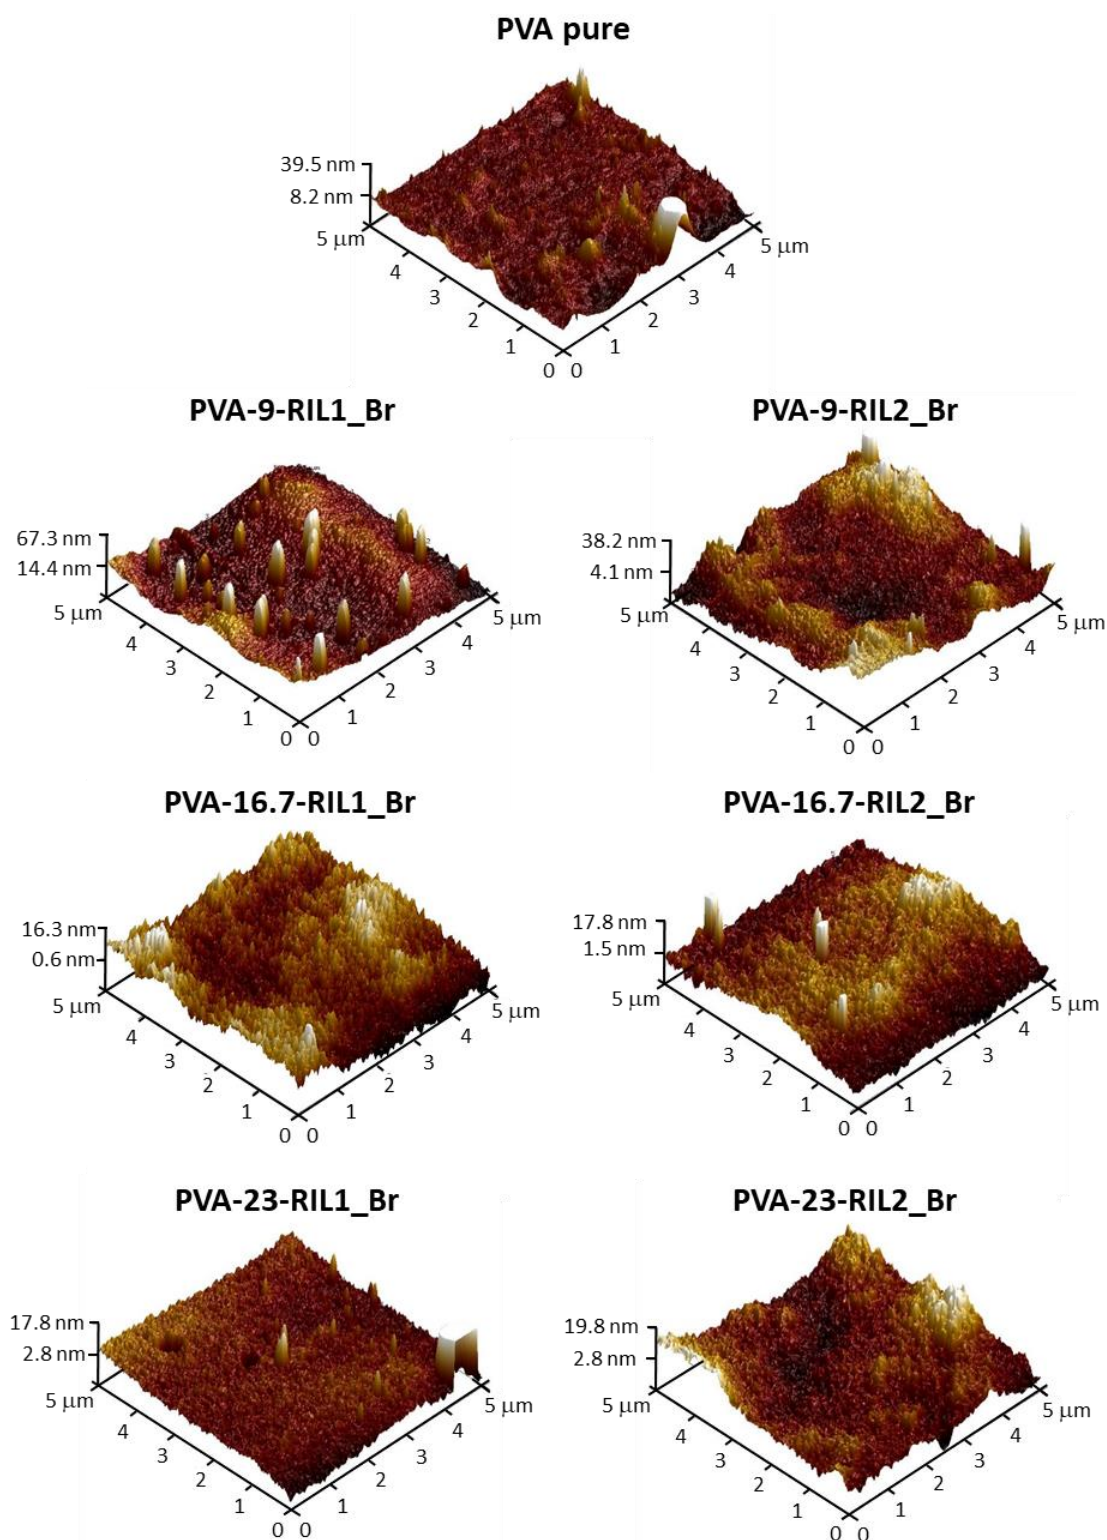 PVA pure
39.5 nm
8.2 nm
5 μm
4
3
2
1
0
0
1
2
3
4
5 μm
PVA-9-RIL1_Br
67.3 nm
14.4 nm
5 μm
4
3
2
1
0
0
1
2
3
4
5 μm
PVA-9-RIL2_Br
38.2 nm
4.1 nm
5 μm
4
3
2
1
0
0
1
2
3
4
5 μm
PVA-16.7-RIL1_Br
16.3 nm
0.6 nm
5 μm
4
3
2
1
0
0
1
2
3
4
5 μm
PVA-16.7-RIL2_Br
17.8 nm
1.5 nm
5 μm
4
3
2
1
0
0
1
2
3
4
5 μm
PVA-23-RIL1_Br
17.8 nm
2.8 nm
5 μm
4
3
2
1
0
0
1
2
3
4
5 μm
PVA-23-RIL2_Br
19.8 nm
2.8 nm
5 μm
4
3
2
1
0
0
1
2
3
4
5 μm